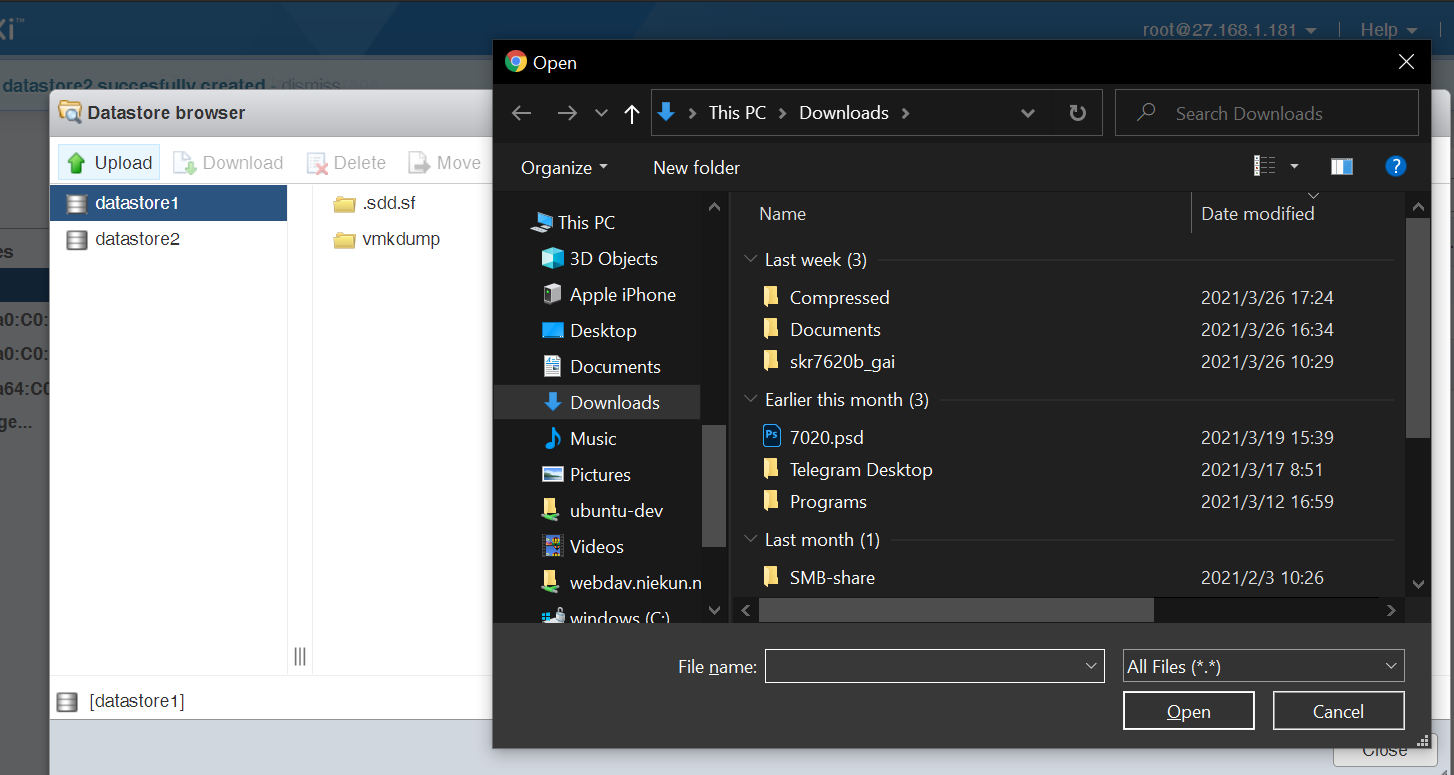 Xi™
root@27.168.1.181
Help
datastore2 succesfully created - dismiss
Open
Datastore browser
This PC
Downloads
Search Downloads
Upload
Download
Delete
Move
Organize
New folder
?
datastore1
datastore2
.sdd.sf
vmkdump
This PC
3D Objects
Apple iPhone
Desktop
Documents
Downloads
Music
Pictures
ubuntu-dev
Videos
webdav.niekun.n
windows (C:)
Name
Date modified
Last week (3)
Compressed 2021/3/26 17:24
Documents 2021/3/26 16:34
skr7620b_gai 2021/3/26 10:29
Earlier this month (3)
Ps 7020.psd 2021/3/19 15:39
Telegram Desktop 2021/3/17 8:51
Programs 2021/3/12 16:59
Last month (1)
SMB-share 2021/2/3 10:26
es
a0:C0:
a0:C0:
a64:C0
ge...
[datastore1]
File name:
All Files (*.*)
Open
Cancel
Close